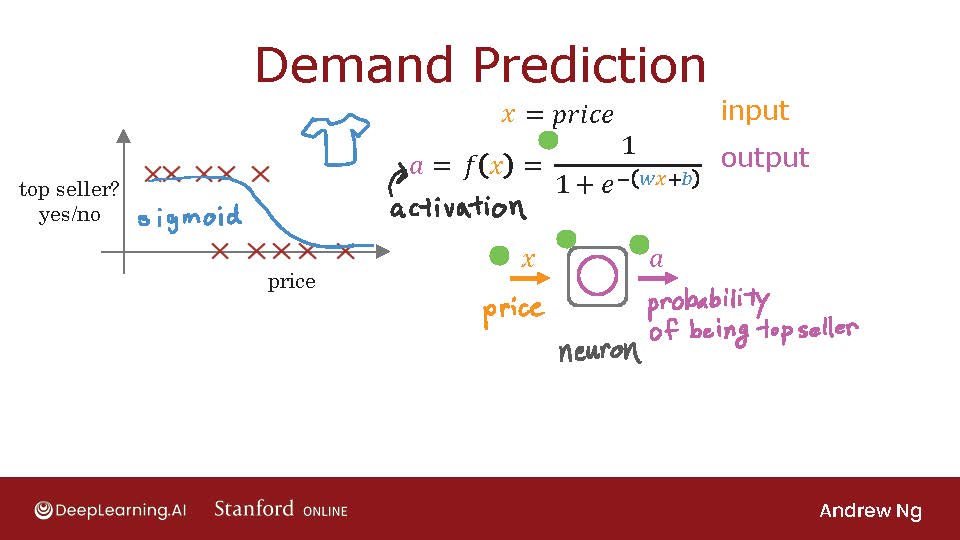 Demand Prediction
x = price
input
a = f(x) = 1 / (1 + e^−(wx+b))
output
activation
top seller?
yes/no
sigmoid
price
x
a
price
probability
of being top seller
neuron
DeepLearning.AI
Stanford ONLINE
Andrew Ng